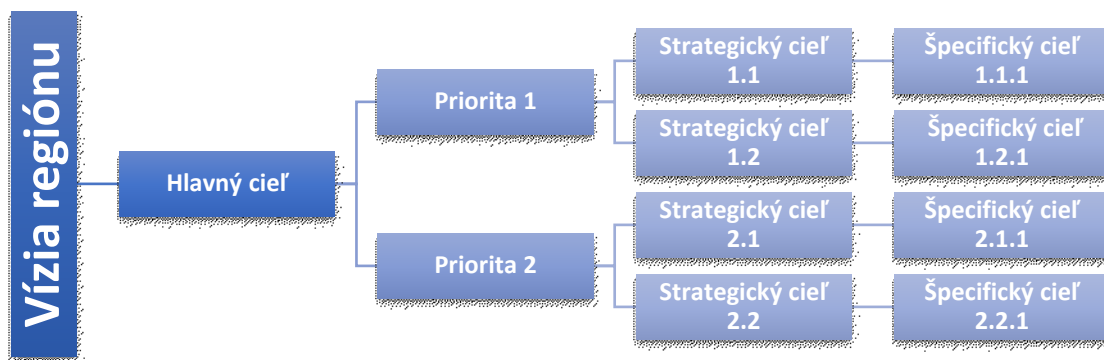 Vízia regiónu
Hlavný cieľ
Priorita 1
Strategický cieľ
1.1
Špecifický cieľ
1.1.1
Strategický cieľ
1.2
Špecifický cieľ
1.2.1
Priorita 2
Strategický cieľ
2.1
Špecifický cieľ
2.1.1
Strategický cieľ
2.2
Špecifický cieľ
2.2.1